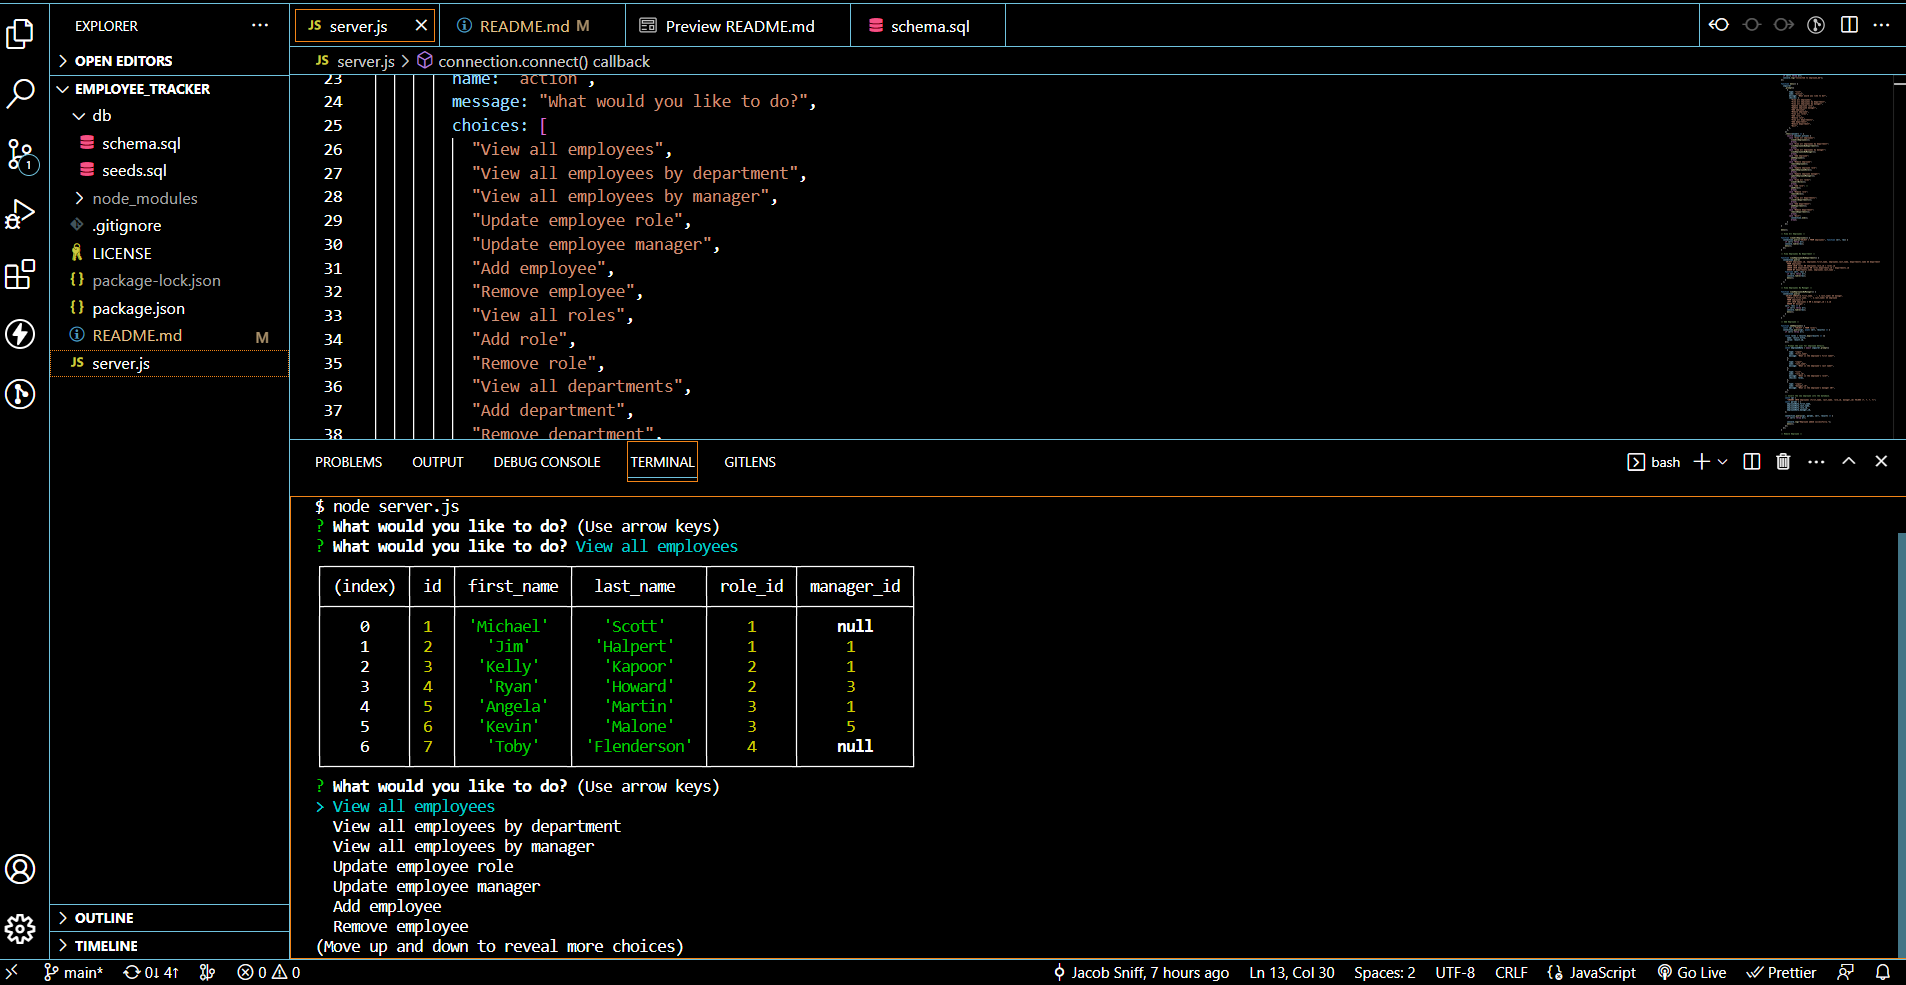 EXPLORER
OPEN EDITORS
EMPLOYEE_TRACKER
db
schema.sql
seeds.sql
node_modules
.gitignore
LICENSE
package-lock.json
package.json
README.md M
JS server.js
OUTLINE
TIMELINE
1
JS server.js
README.md M
Preview README.md
schema.sql
JS server.js > connection.connect() callback
23 name: "action",
24 message: "What would you like to do?",
25 choices: [
26 "View all employees",
27 "View all employees by department",
28 "View all employees by manager",
29 "Update employee role",
30 "Update employee manager",
31 "Add employee",
32 "Remove employee",
33 "View all roles",
34 "Add role",
35 "Remove role",
36 "View all departments",
37 "Add department",
38 "Remove department",
PROBLEMS OUTPUT DEBUG CONSOLE TERMINAL GITLENS
bash
$ node server.js
? What would you like to do? (Use arrow keys)
? What would you like to do? View all employees
(index) id first_name last_name role_id manager_id
0 1 'Michael' 'Scott' 1 null
1 2 'Jim' 'Halpert' 1 1
2 3 'Kelly' 'Kapoor' 2 1
3 4 'Ryan' 'Howard' 2 3
4 5 'Angela' 'Martin' 3 1
5 6 'Kevin' 'Malone' 3 5
6 7 'Toby' 'Flenderson' 4 null
? What would you like to do? (Use arrow keys)
> View all employees
View all employees by department
View all employees by manager
Update employee role
Update employee manager
Add employee
Remove employee
(Move up and down to reveal more choices)
main* 0↓ 4↑ 0 0 Jacob Sniff, 7 hours ago Ln 13, Col 30 Spaces: 2 UTF-8 CRLF JavaScript Go Live Prettier